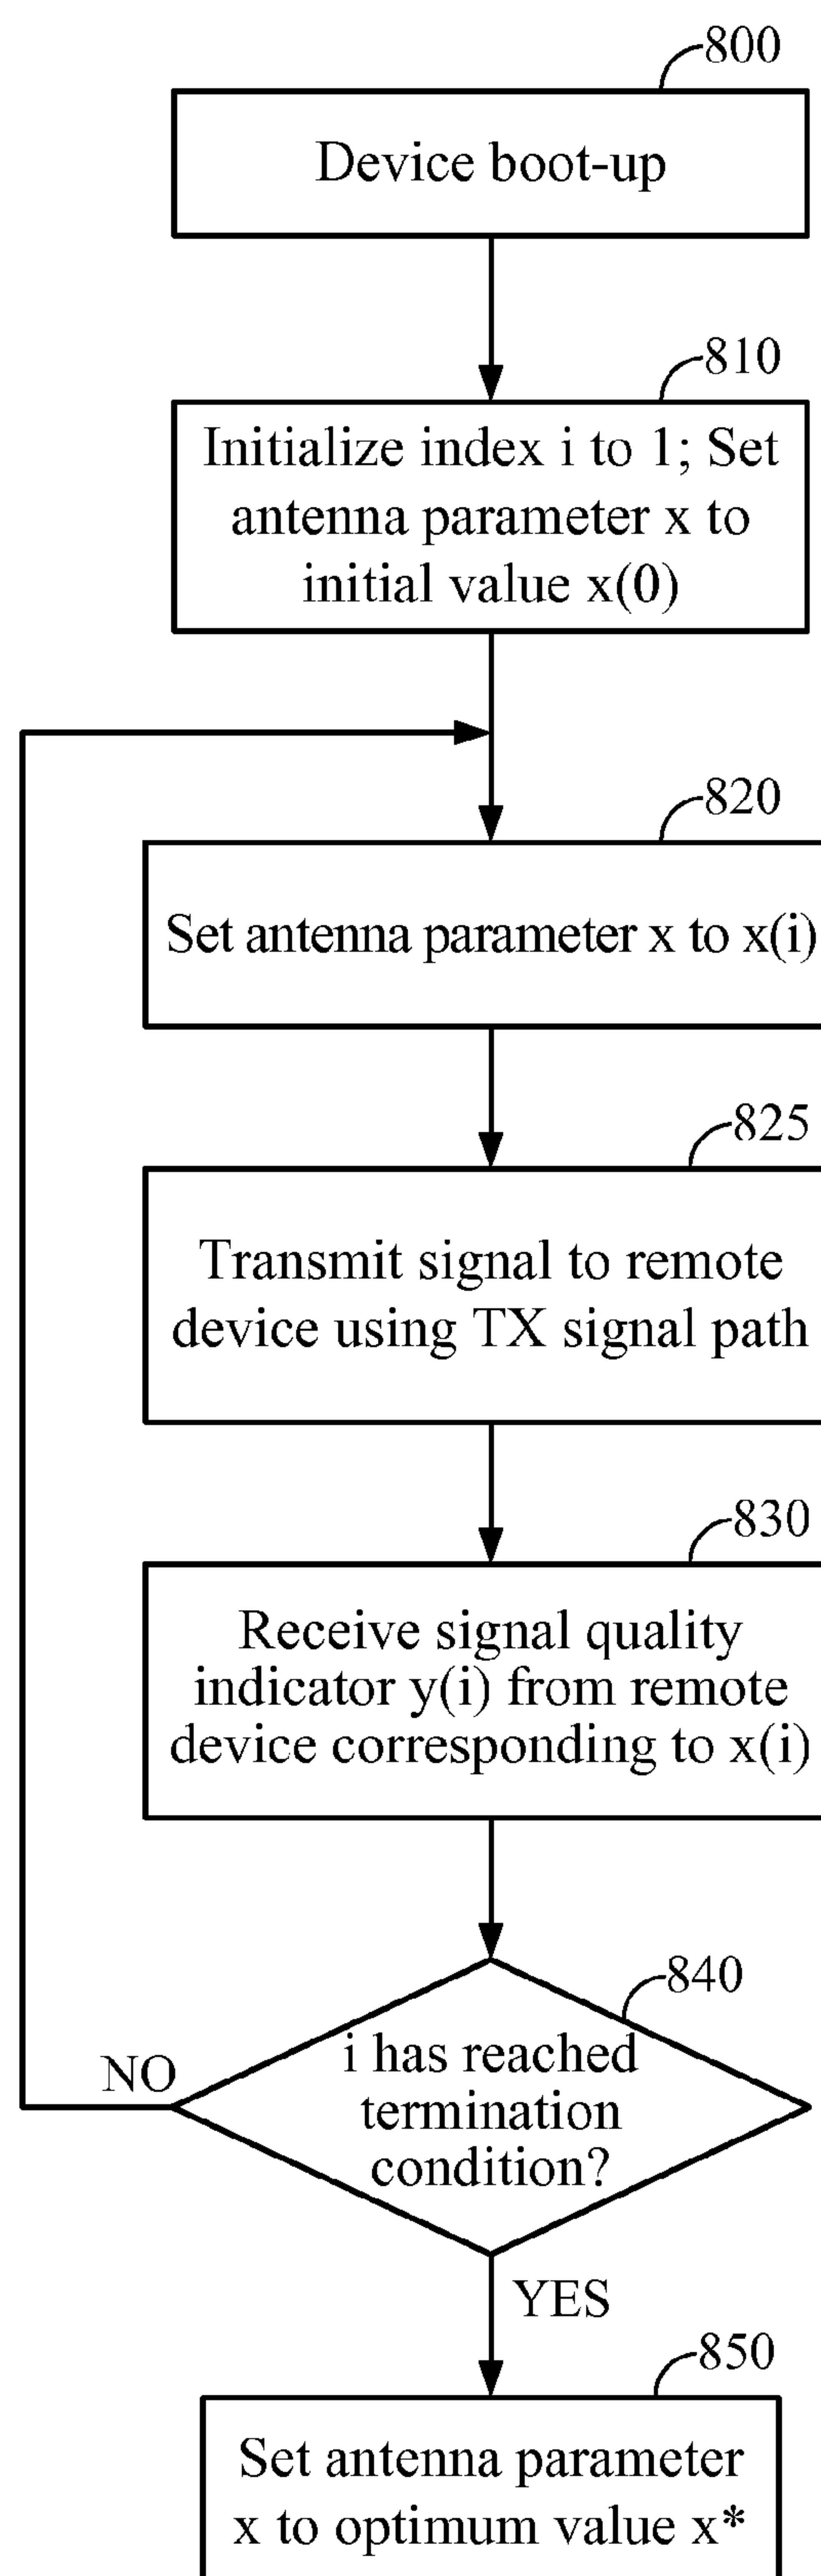 800
Device boot-up
810
Initialize index i to 1; Set
antenna parameter x to
initial value x(0)
820
Set antenna parameter x to x(i)
825
Transmit signal to remote
device using TX signal path
830
Receive signal quality
indicator y(i) from remote
device corresponding to x(i)
840
i has reached
termination
condition?
NO
YES
850
Set antenna parameter
x to optimum value x*